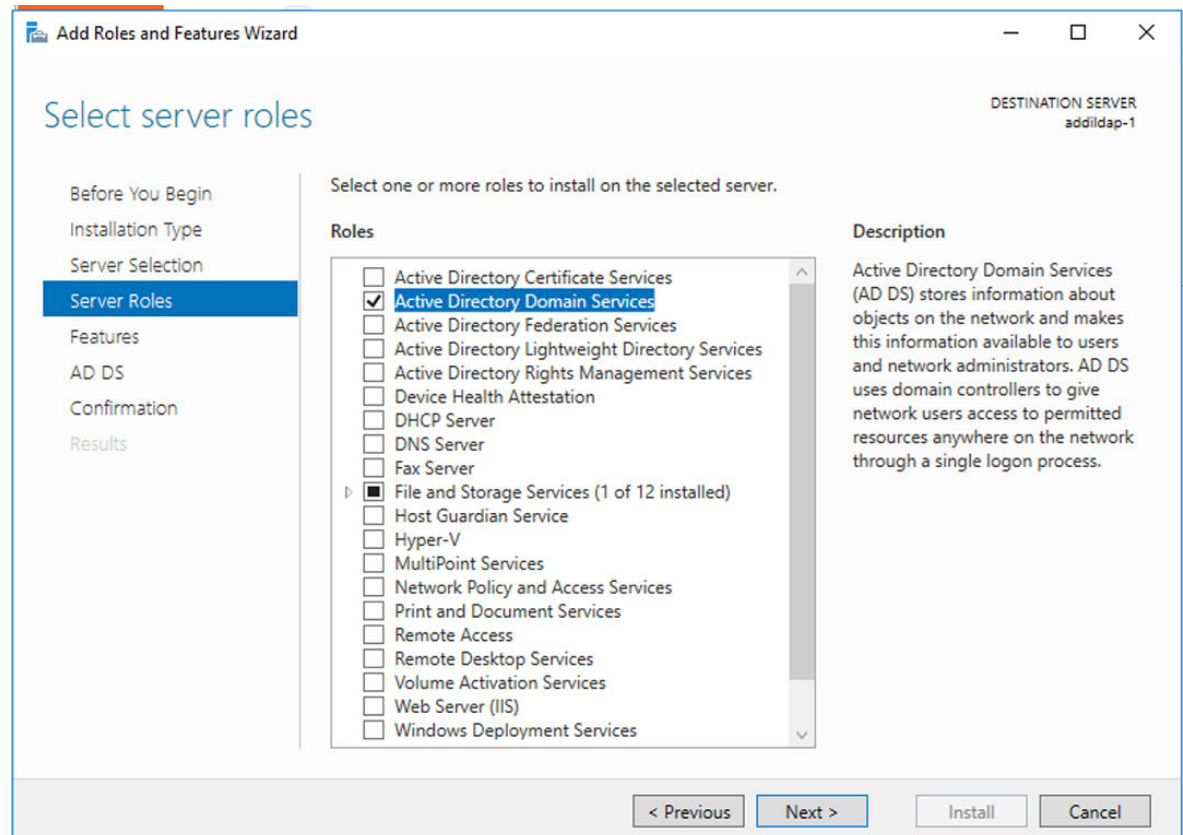 Add Roles and Features Wizard
Select server roles
DESTINATION SERVER
addildap-1
Before You Begin
Installation Type
Server Selection
Server Roles
Features
AD DS
Confirmation
Results
Select one or more roles to install on the selected server.
Roles
Active Directory Certificate Services
Active Directory Domain Services
Active Directory Federation Services
Active Directory Lightweight Directory Services
Active Directory Rights Management Services
Device Health Attestation
DHCP Server
DNS Server
Fax Server
File and Storage Services (1 of 12 installed)
Host Guardian Service
Hyper-V
MultiPoint Services
Network Policy and Access Services
Print and Document Services
Remote Access
Remote Desktop Services
Volume Activation Services
Web Server (IIS)
Windows Deployment Services
Description
Active Directory Domain Services
(AD DS) stores information about
objects on the network and makes
this information available to users
and network administrators. AD DS
uses domain controllers to give
network users access to permitted
resources anywhere on the network
through a single logon process.
< Previous
Next >
Install
Cancel